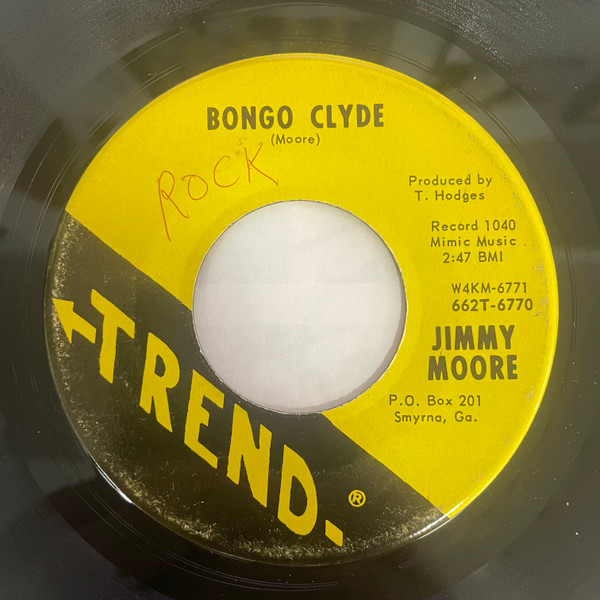 BONGO CLYDE
(Moore)
ROCK
Produced by
T. Hodges
Record 1040
Mimic Music
2:47 BMI
W4KM-6771
662T-6770
JIMMY
MOORE
P.O. Box 201
Smyrna, Ga.
TREND.®